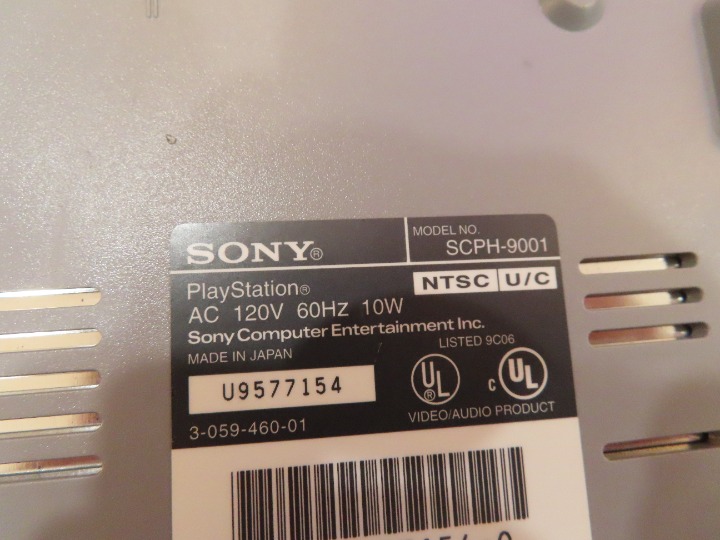 SONY®
MODEL NO.
SCPH-9001
PlayStation®
NTSC U/C
AC 120V 60Hz 10W
Sony Computer Entertainment Inc.
MADE IN JAPAN
LISTED 9C06
U9577154
UL®
c UL
VIDEO/AUDIO PRODUCT
3-059-460-01